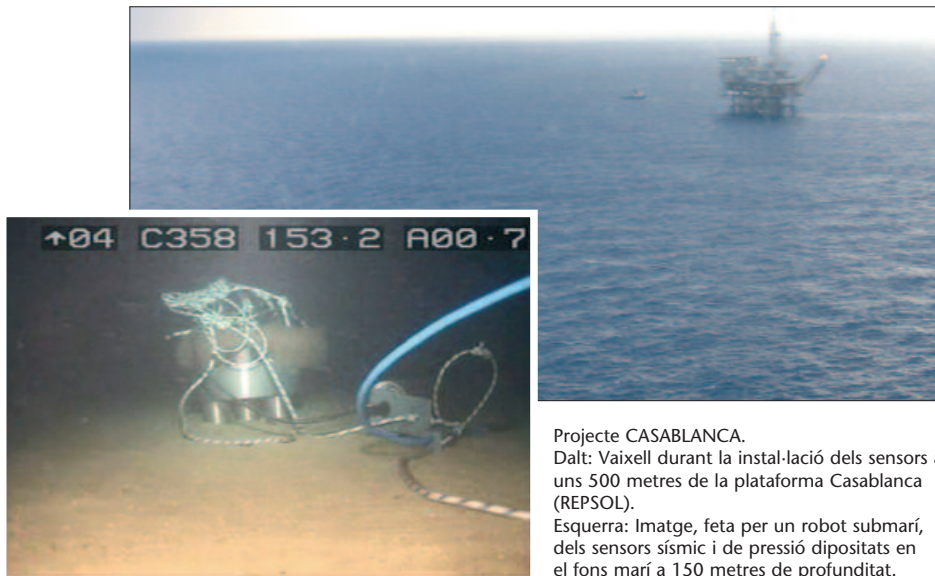 ↑04 C358 153·2 A00·7
Projecte CASABLANCA.
Dalt: Vaixell durant la instal·lació dels sensors a
uns 500 metres de la plataforma Casablanca
(REPSOL).
Esquerra: Imatge, feta per un robot submarí,
dels sensors sísmic i de pressió dipositats en
el fons marí a 150 metres de profunditat.